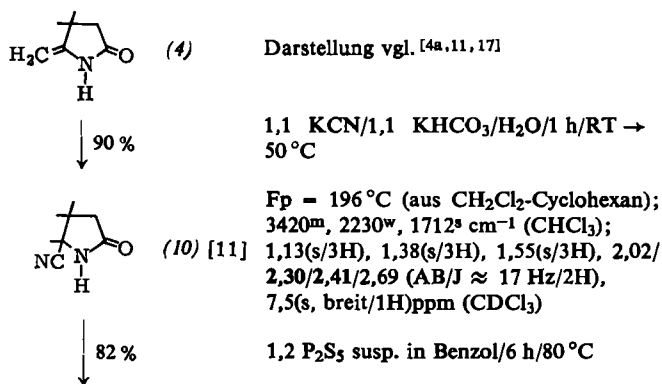 H₂C N O (4) Darstellung vgl. [4a,11,17]
H
90 % 1,1 KCN/1,1 KHCO₃/H₂O/1 h/RT →
50 °C
Fp = 196 °C (aus CH₂Cl₂-Cyclohexan);
3420ᵐ, 2230ʷ, 1712ˢ cm⁻¹ (CHCl₃);
NC N O (10) [11] 1,13(s/3H), 1,38(s/3H), 1,55(s/3H), 2,02/
H 2,30/2,41/2,69 (AB/J ≈ 17 Hz/2H),
7,5(s, breit/1H)ppm (CDCl₃)
82 % 1,2 P₂S₅ susp. in Benzol/6 h/80 °C